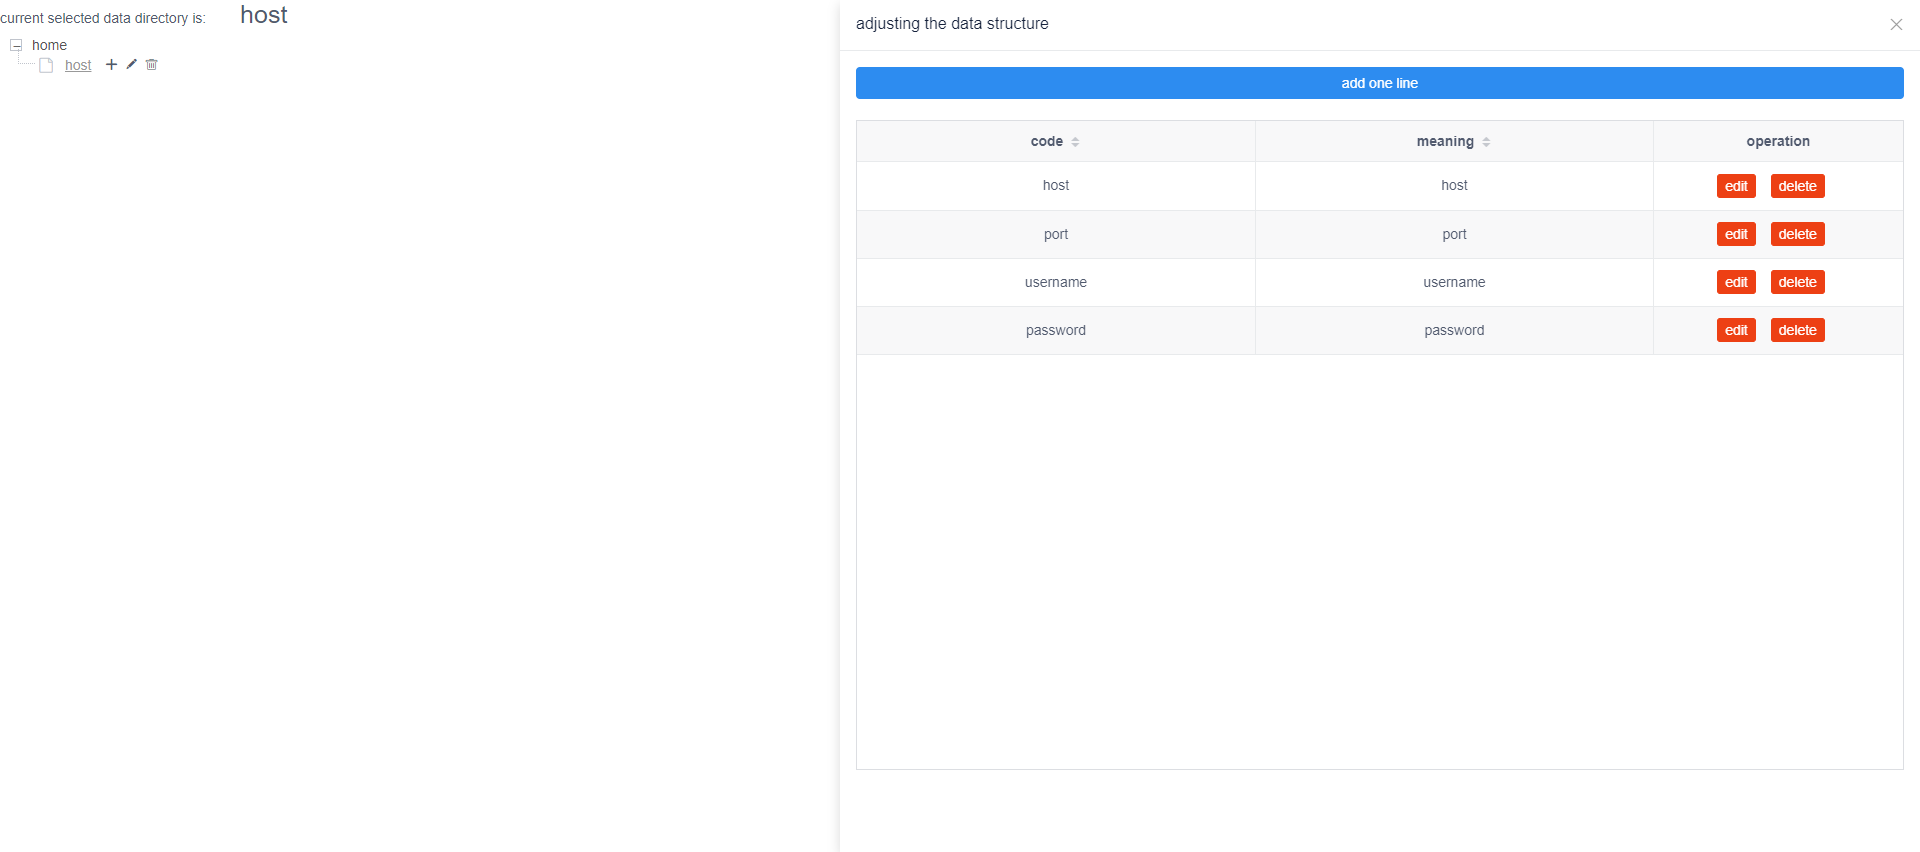 current selected data directory is: host
home
host
adjusting the data structure
add one line
code meaning operation
host host edit delete
port port edit delete
username username edit delete
password password edit delete